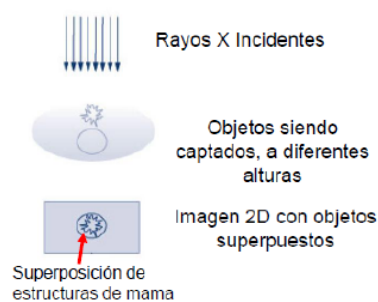 Rayos X Incidentes
Objetos siendo
captados, a diferentes
alturas
Imagen 2D con objetos
superpuestos
Superposición de
estructuras de mama